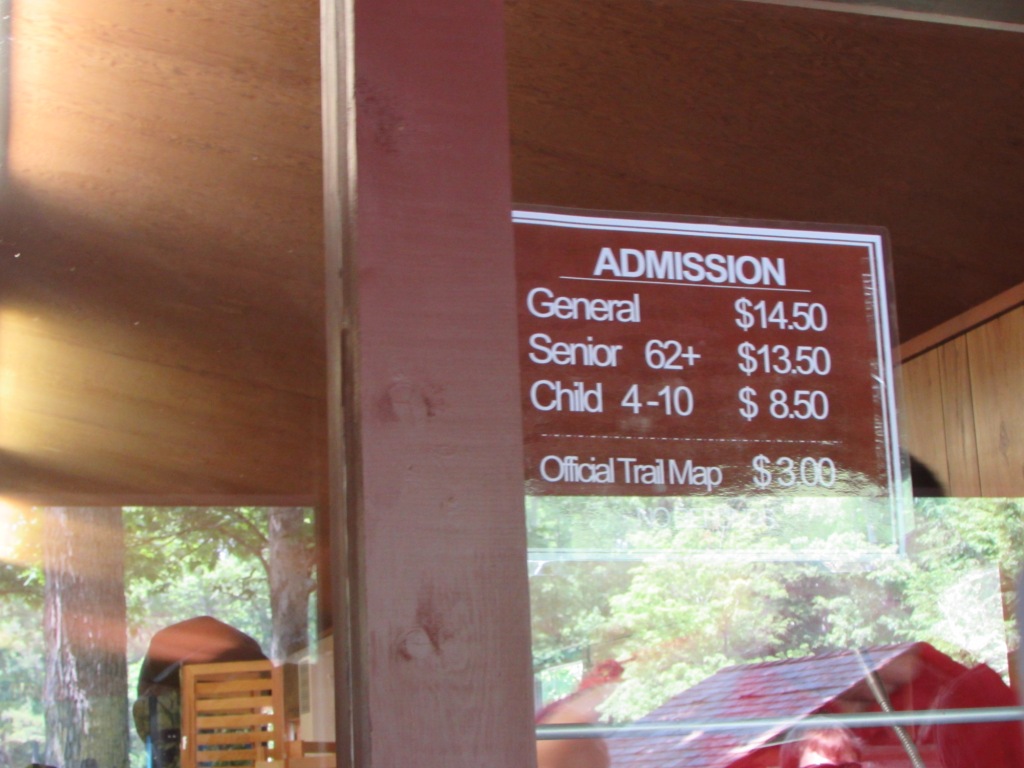 ADMISSION
General $14.50
Senior 62+ $13.50
Child 4-10 $ 8.50
Official Trail Map $ 3.00